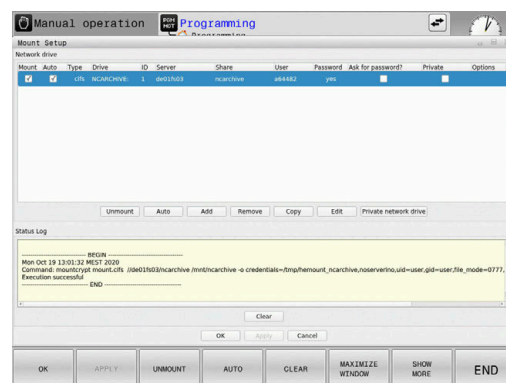 Manual operation
PGM MGT Programming
Programming
Mount Setup
Network drive
Mount Auto Type Drive ID Server Share User Password Ask for password? Private Options
cifs NCARCHIVE: 1 de01fs03 ncarchive a64482 yes
Unmount Auto Add Remove Copy Edit Private network drive
Status Log
---------- BEGIN ----------
Mon Oct 19 13:01:32 MEST 2020
Command: mountcrypt mount.cifs //de01fs03/ncarchive /mnt/ncarchive -o credentials=/tmp/hemount_ncarchive,noserverino,uid=user,gid=user,file_mode=0777,
Execution successful
---------- END ----------
Clear
OK Apply Cancel
OK APPLY UNMOUNT AUTO CLEAR MAXIMIZE WINDOW SHOW MORE END